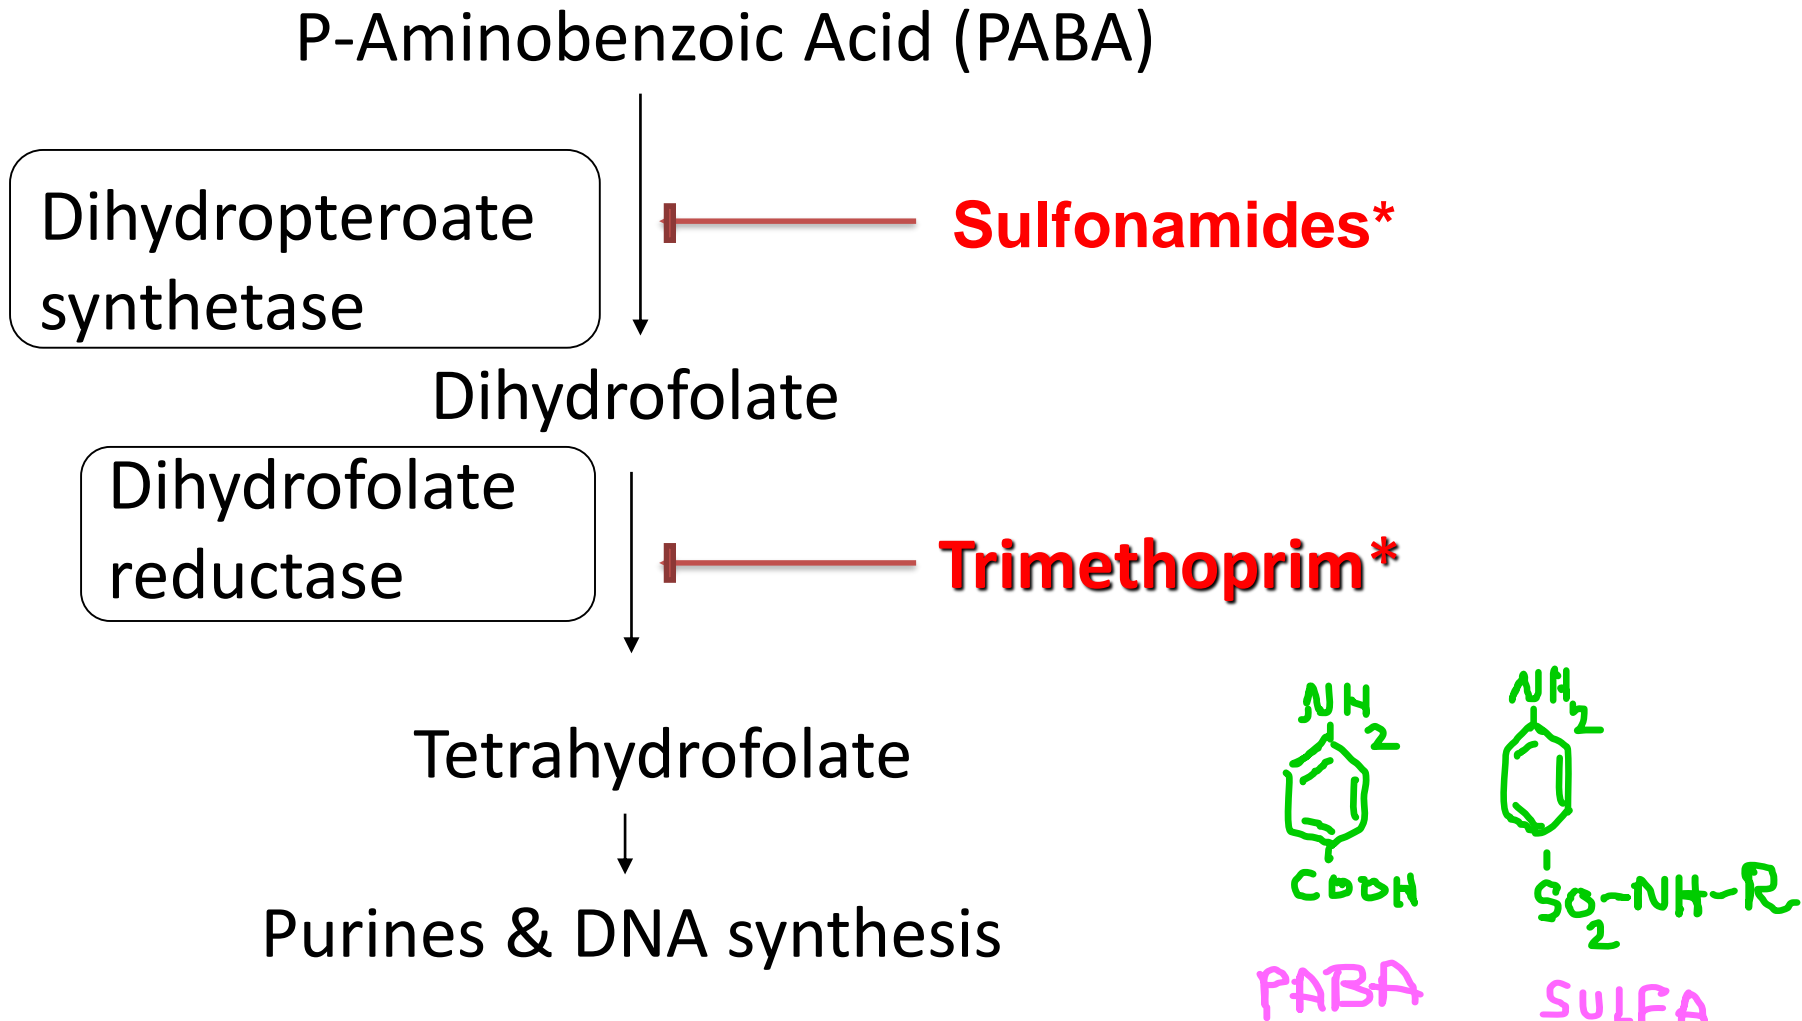 P-Aminobenzoic Acid (PABA)
Dihydropteroate
synthetase
Sulfonamides*
Dihydrofolate
Dihydrofolate
reductase
Trimethoprim*
Tetrahydrofolate
Purines & DNA synthesis
NH2
COOH
PABA
NH2
SO2-NH-R
SULFA